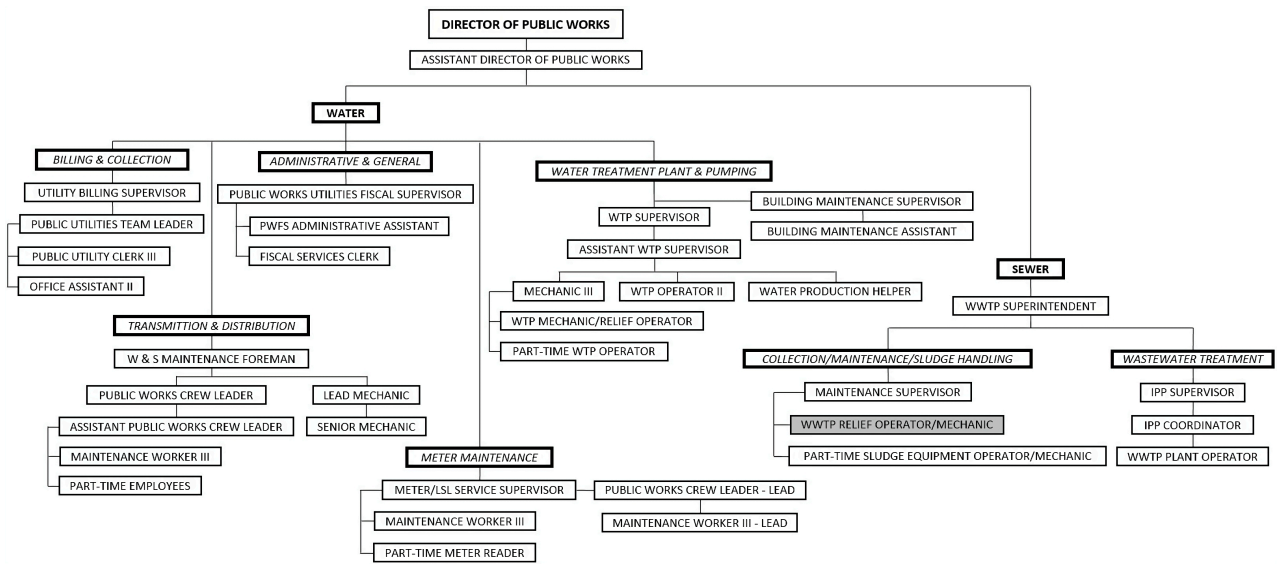 DIRECTOR OF PUBLIC WORKS
ASSISTANT DIRECTOR OF PUBLIC WORKS
WATER
BILLING & COLLECTION
UTILITY BILLING SUPERVISOR
PUBLIC UTILITIES TEAM LEADER
PUBLIC UTILITY CLERK III
OFFICE ASSISTANT II
ADMINISTRATIVE & GENERAL
PUBLIC WORKS UTILITIES FISCAL SUPERVISOR
PWFS ADMINISTRATIVE ASSISTANT
FISCAL SERVICES CLERK
WATER TREATMENT PLANT & PUMPING
WTP SUPERVISOR
BUILDING MAINTENANCE SUPERVISOR
BUILDING MAINTENANCE ASSISTANT
ASSISTANT WTP SUPERVISOR
MECHANIC III
WTP OPERATOR II
WATER PRODUCTION HELPER
WTP MECHANIC/RELIEF OPERATOR
PART-TIME WTP OPERATOR
TRANSMITTION & DISTRIBUTION
W & S MAINTENANCE FOREMAN
PUBLIC WORKS CREW LEADER
LEAD MECHANIC
ASSISTANT PUBLIC WORKS CREW LEADER
SENIOR MECHANIC
MAINTENANCE WORKER III
PART-TIME EMPLOYEES
METER MAINTENANCE
METER/LSL SERVICE SUPERVISOR
PUBLIC WORKS CREW LEADER - LEAD
MAINTENANCE WORKER III
MAINTENANCE WORKER III - LEAD
PART-TIME METER READER
SEWER
WWTP SUPERINTENDENT
COLLECTION/MAINTENANCE/SLUDGE HANDLING
MAINTENANCE SUPERVISOR
WWTP RELIEF OPERATOR/MECHANIC
PART-TIME SLUDGE EQUIPMENT OPERATOR/MECHANIC
WASTEWATER TREATMENT
IPP SUPERVISOR
IPP COORDINATOR
WWTP PLANT OPERATOR